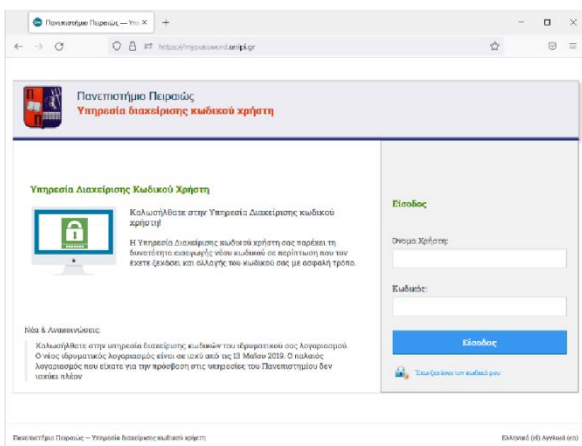 Πανεπιστήμιο Πειραιώς — Υπη
https://mypassword.unipi.gr
Πανεπιστήμιο Πειραιώς
Υπηρεσία διαχείρισης κωδικού χρήστη
Υπηρεσία Διαχείρισης Κωδικού Χρήστη
Καλωσήλθατε στην Υπηρεσία Διαχείρισης κωδικού
χρήστη!
Η Υπηρεσία Διαχείρισης κωδικού χρήστη σας παρέχει τη
δυνατότητα εισαγωγής νέου κωδικού σε περίπτωση που τον
έχετε ξεχάσει και αλλαγής του κωδικού σας με ασφαλή τρόπο.
Νέα & Ανακοινώσεις:
Καλωσήλθατε στην υπηρεσία διαχείρισης κωδικών του ιδρυματικού σας λογαριασμού.
Ο νέος ιδρυματικός λογαριασμός είναι σε ισχύ από τις 13 Μαΐου 2019. Ο παλαιός
λογαριασμός που είχατε για την πρόσβαση στις υπηρεσίες του Πανεπιστημίου δεν
ισχύει πλέον
Είσοδος
Όνομα Χρήστη:
Κωδικός:
Είσοδος
Έχω ξεχάσει τον κωδικό μου
Πανεπιστήμιο Πειραιώς – Υπηρεσία διαχείρισης κωδικού χρήστη
Ελληνικά (el) Αγγλικά (en)